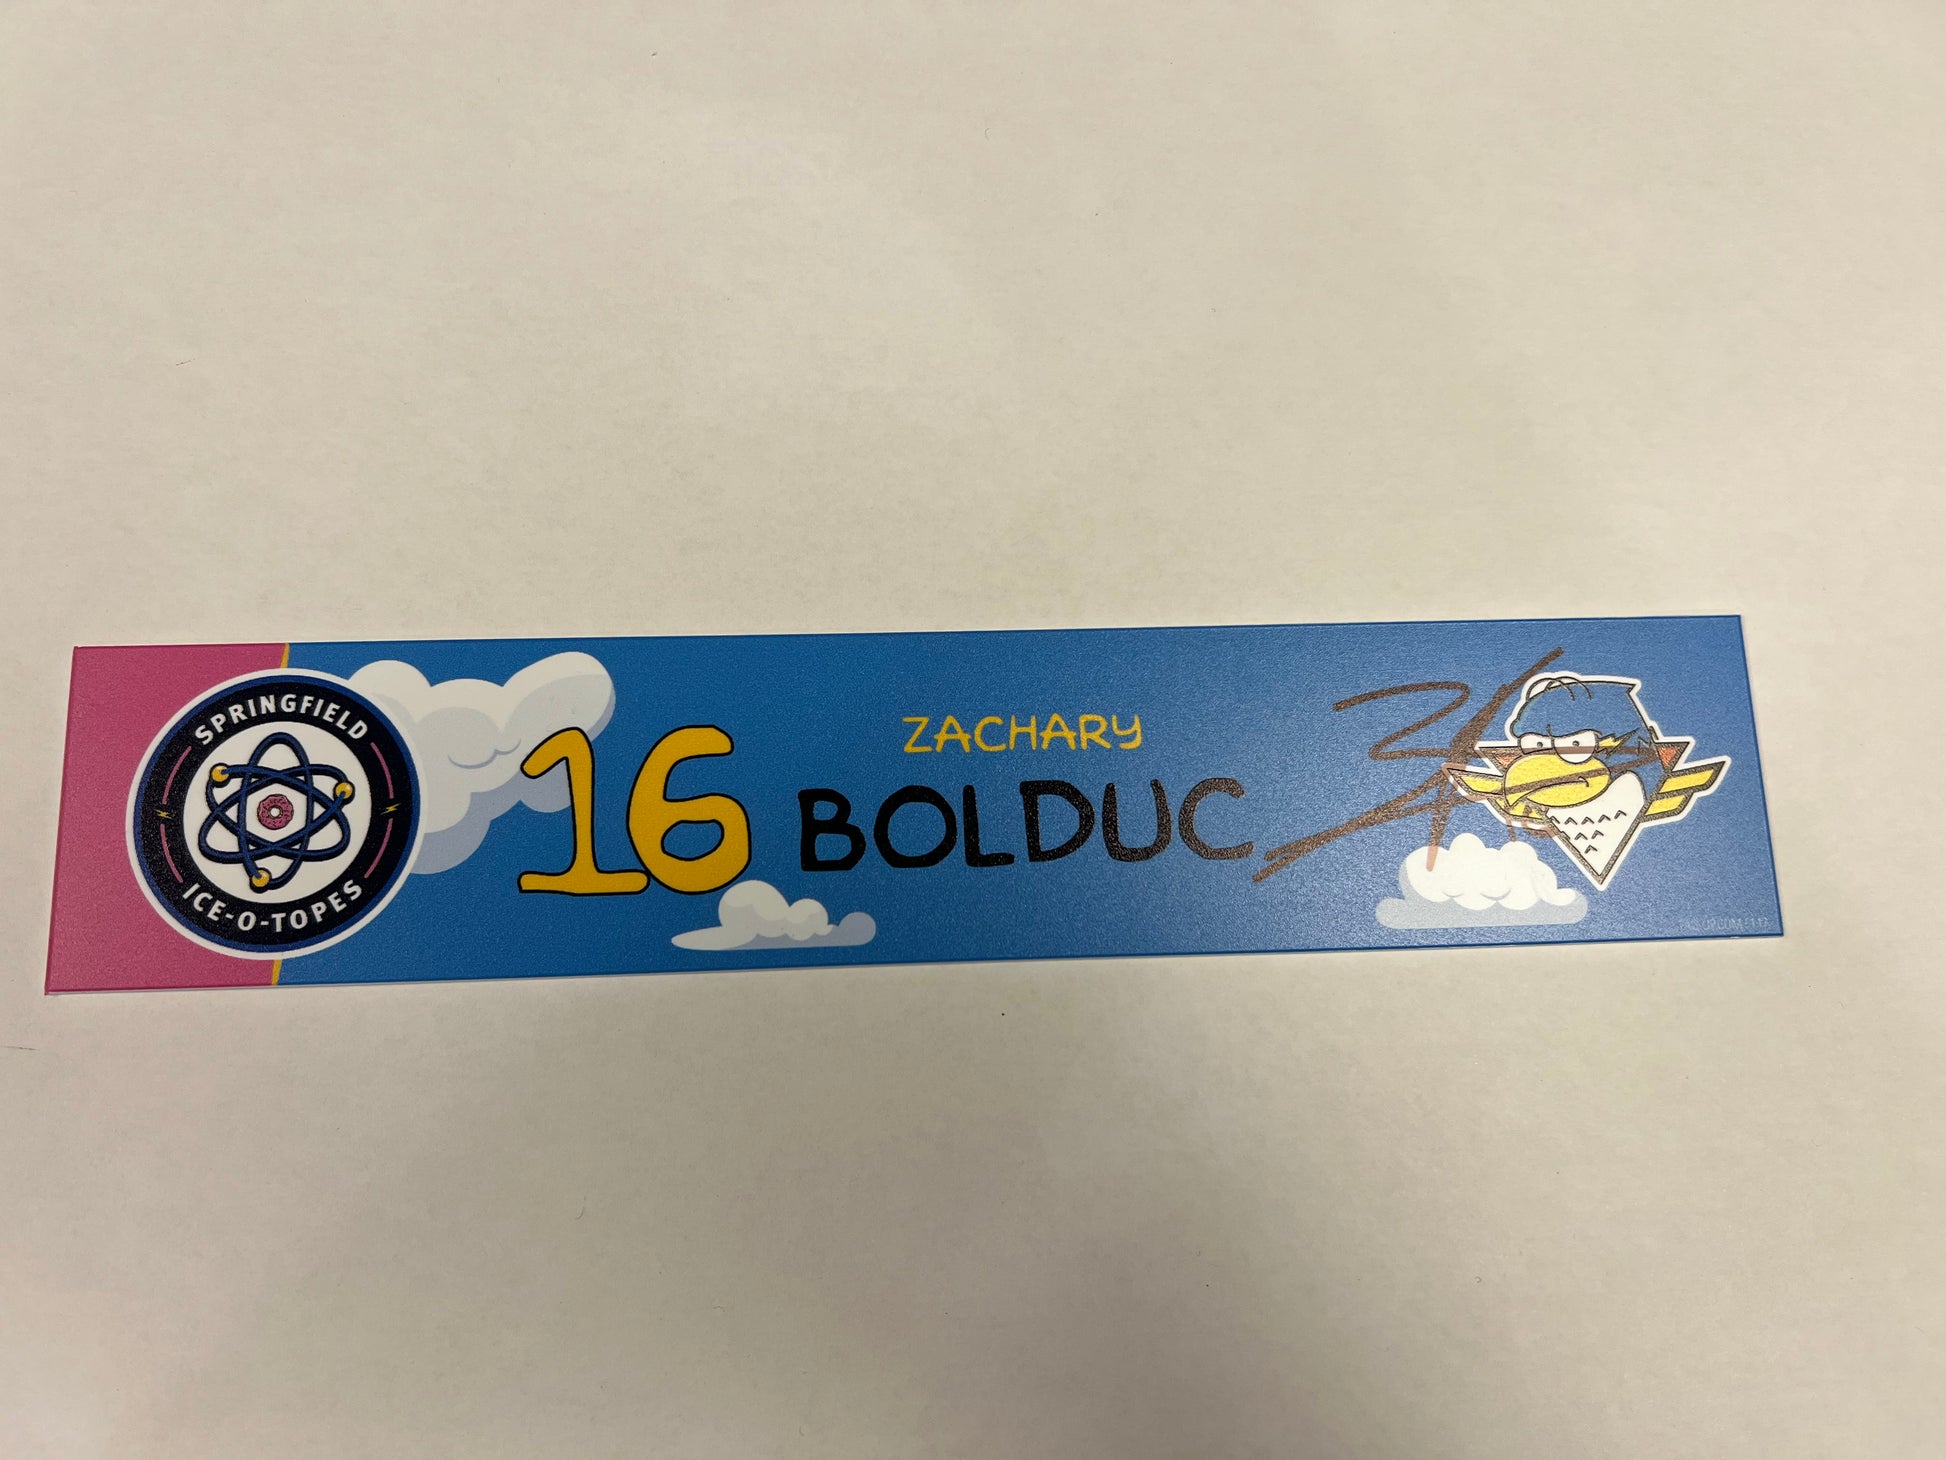 SPRINGFIELD
ICE-O-TOPES
16
ZACHARY
BOLDUC